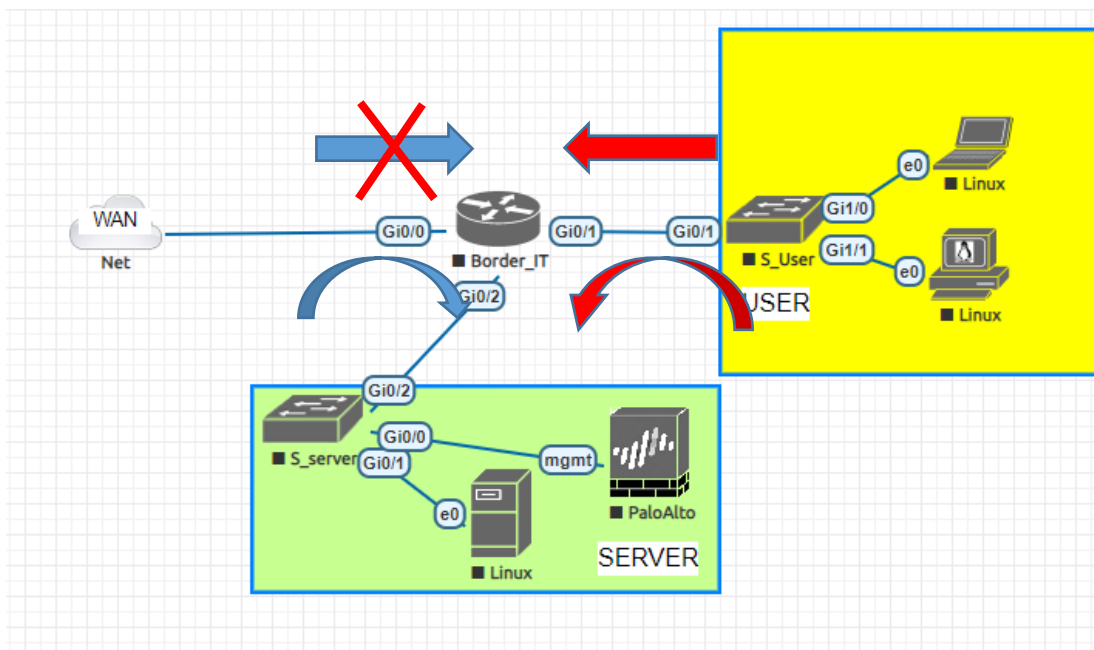 e0
Linux
WAN
Gi0/0
Gi0/1
Gi0/1
Gi1/0
Net
Border_IT
S_User
Gi1/1
e0
Gi0/2
USER
Linux
Gi0/2
Gi0/0
S_server
Gi0/1
mgmt
e0
PaloAlto
Linux
SERVER